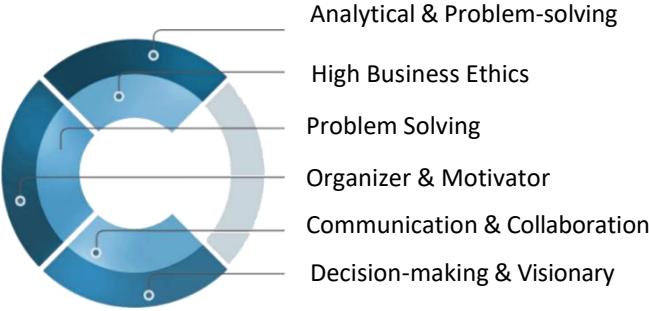 Analytical & Problem-solving
High Business Ethics
Problem Solving
Organizer & Motivator
Communication & Collaboration
Decision-making & Visionary